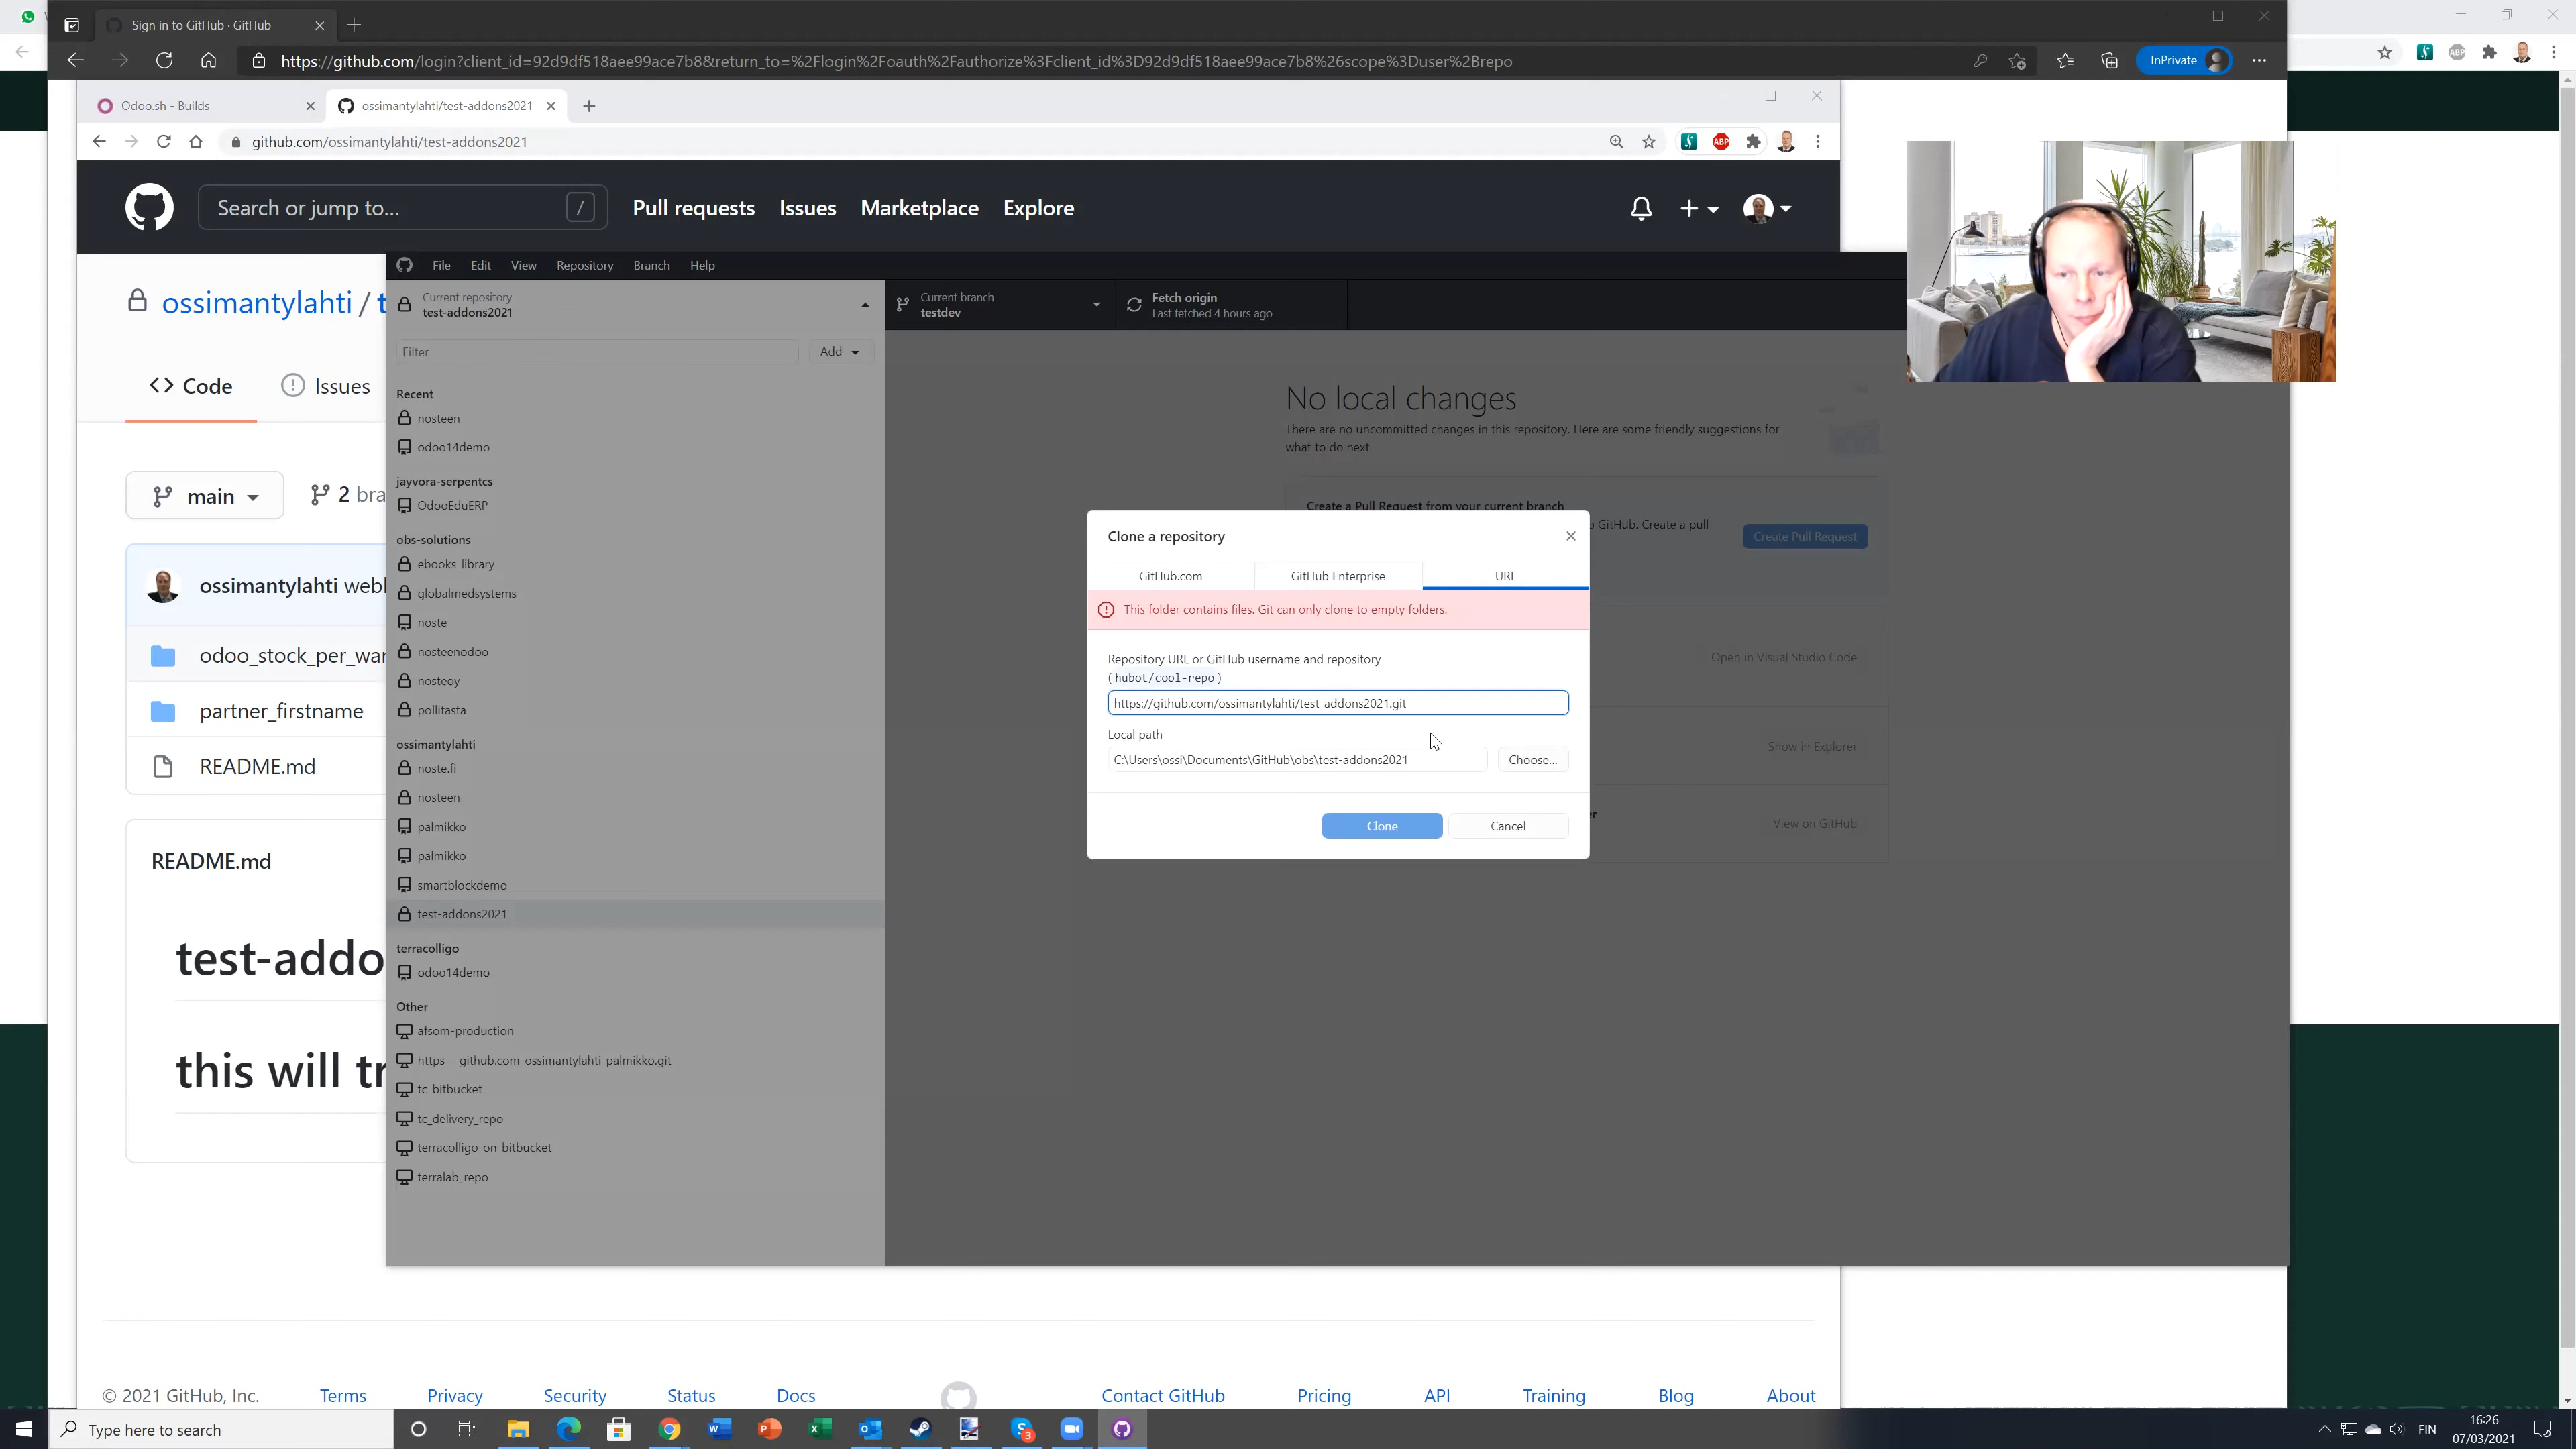 Sign in to GitHub · GitHub
https://github.com/login?client_id=92d9df518aee99ace7b8&return_to=%2Flogin%2Foauth%2Fauthorize%3Fclient_id%3D92d9df518aee99ace7b8%26scope%3Duser%2Brepo
InPrivate
ABP
Odoo.sh - Builds
ossimantylahti/test-addons2021
github.com/ossimantylahti/test-addons2021
ABP
Search or jump to...
/
Pull requests
Issues
Marketplace
Explore
ossimantylahti / t
Code
Issues
main
2 bra
ossimantylahti webl
odoo_stock_per_war
partner_firstname
README.md
README.md
test-addo
this will tr
File
Edit
View
Repository
Branch
Help
Current repository
test-addons2021
Current branch
testdev
Fetch origin
Last fetched 4 hours ago
Filter
Add
Recent
nosteen
odoo14demo
jayvora-serpentcs
OdooEduERP
obs-solutions
ebooks_library
globalmedsystems
noste
nosteenodoo
nosteoy
pollitasta
ossimantylahti
noste.fi
nosteen
palmikko
palmikko
smartblockdemo
test-addons2021
terracolligo
odoo14demo
Other
afsom-production
https---github.com-ossimantylahti-palmikko.git
tc_bitbucket
tc_delivery_repo
terracolligo-on-bitbucket
terralab_repo
No local changes
There are no uncommitted changes in this repository. Here are some friendly suggestions for
what to do next.
Create a Pull Request from your current branch
GitHub. Create a pull
Create Pull Request
Open in Visual Studio Code
Show in Explorer
View on GitHub
Clone a repository
GitHub.com
GitHub Enterprise
URL
This folder contains files. Git can only clone to empty folders.
Repository URL or GitHub username and repository
( hubot/cool-repo )
https://github.com/ossimantylahti/test-addons2021.git
Local path
C:\Users\ossi\Documents\GitHub\obs\test-addons2021
Choose...
Clone
Cancel
© 2021 GitHub, Inc.
Terms
Privacy
Security
Status
Docs
Contact GitHub
Pricing
API
Training
Blog
About
Type here to search
3
FIN
16:26
07/03/2021